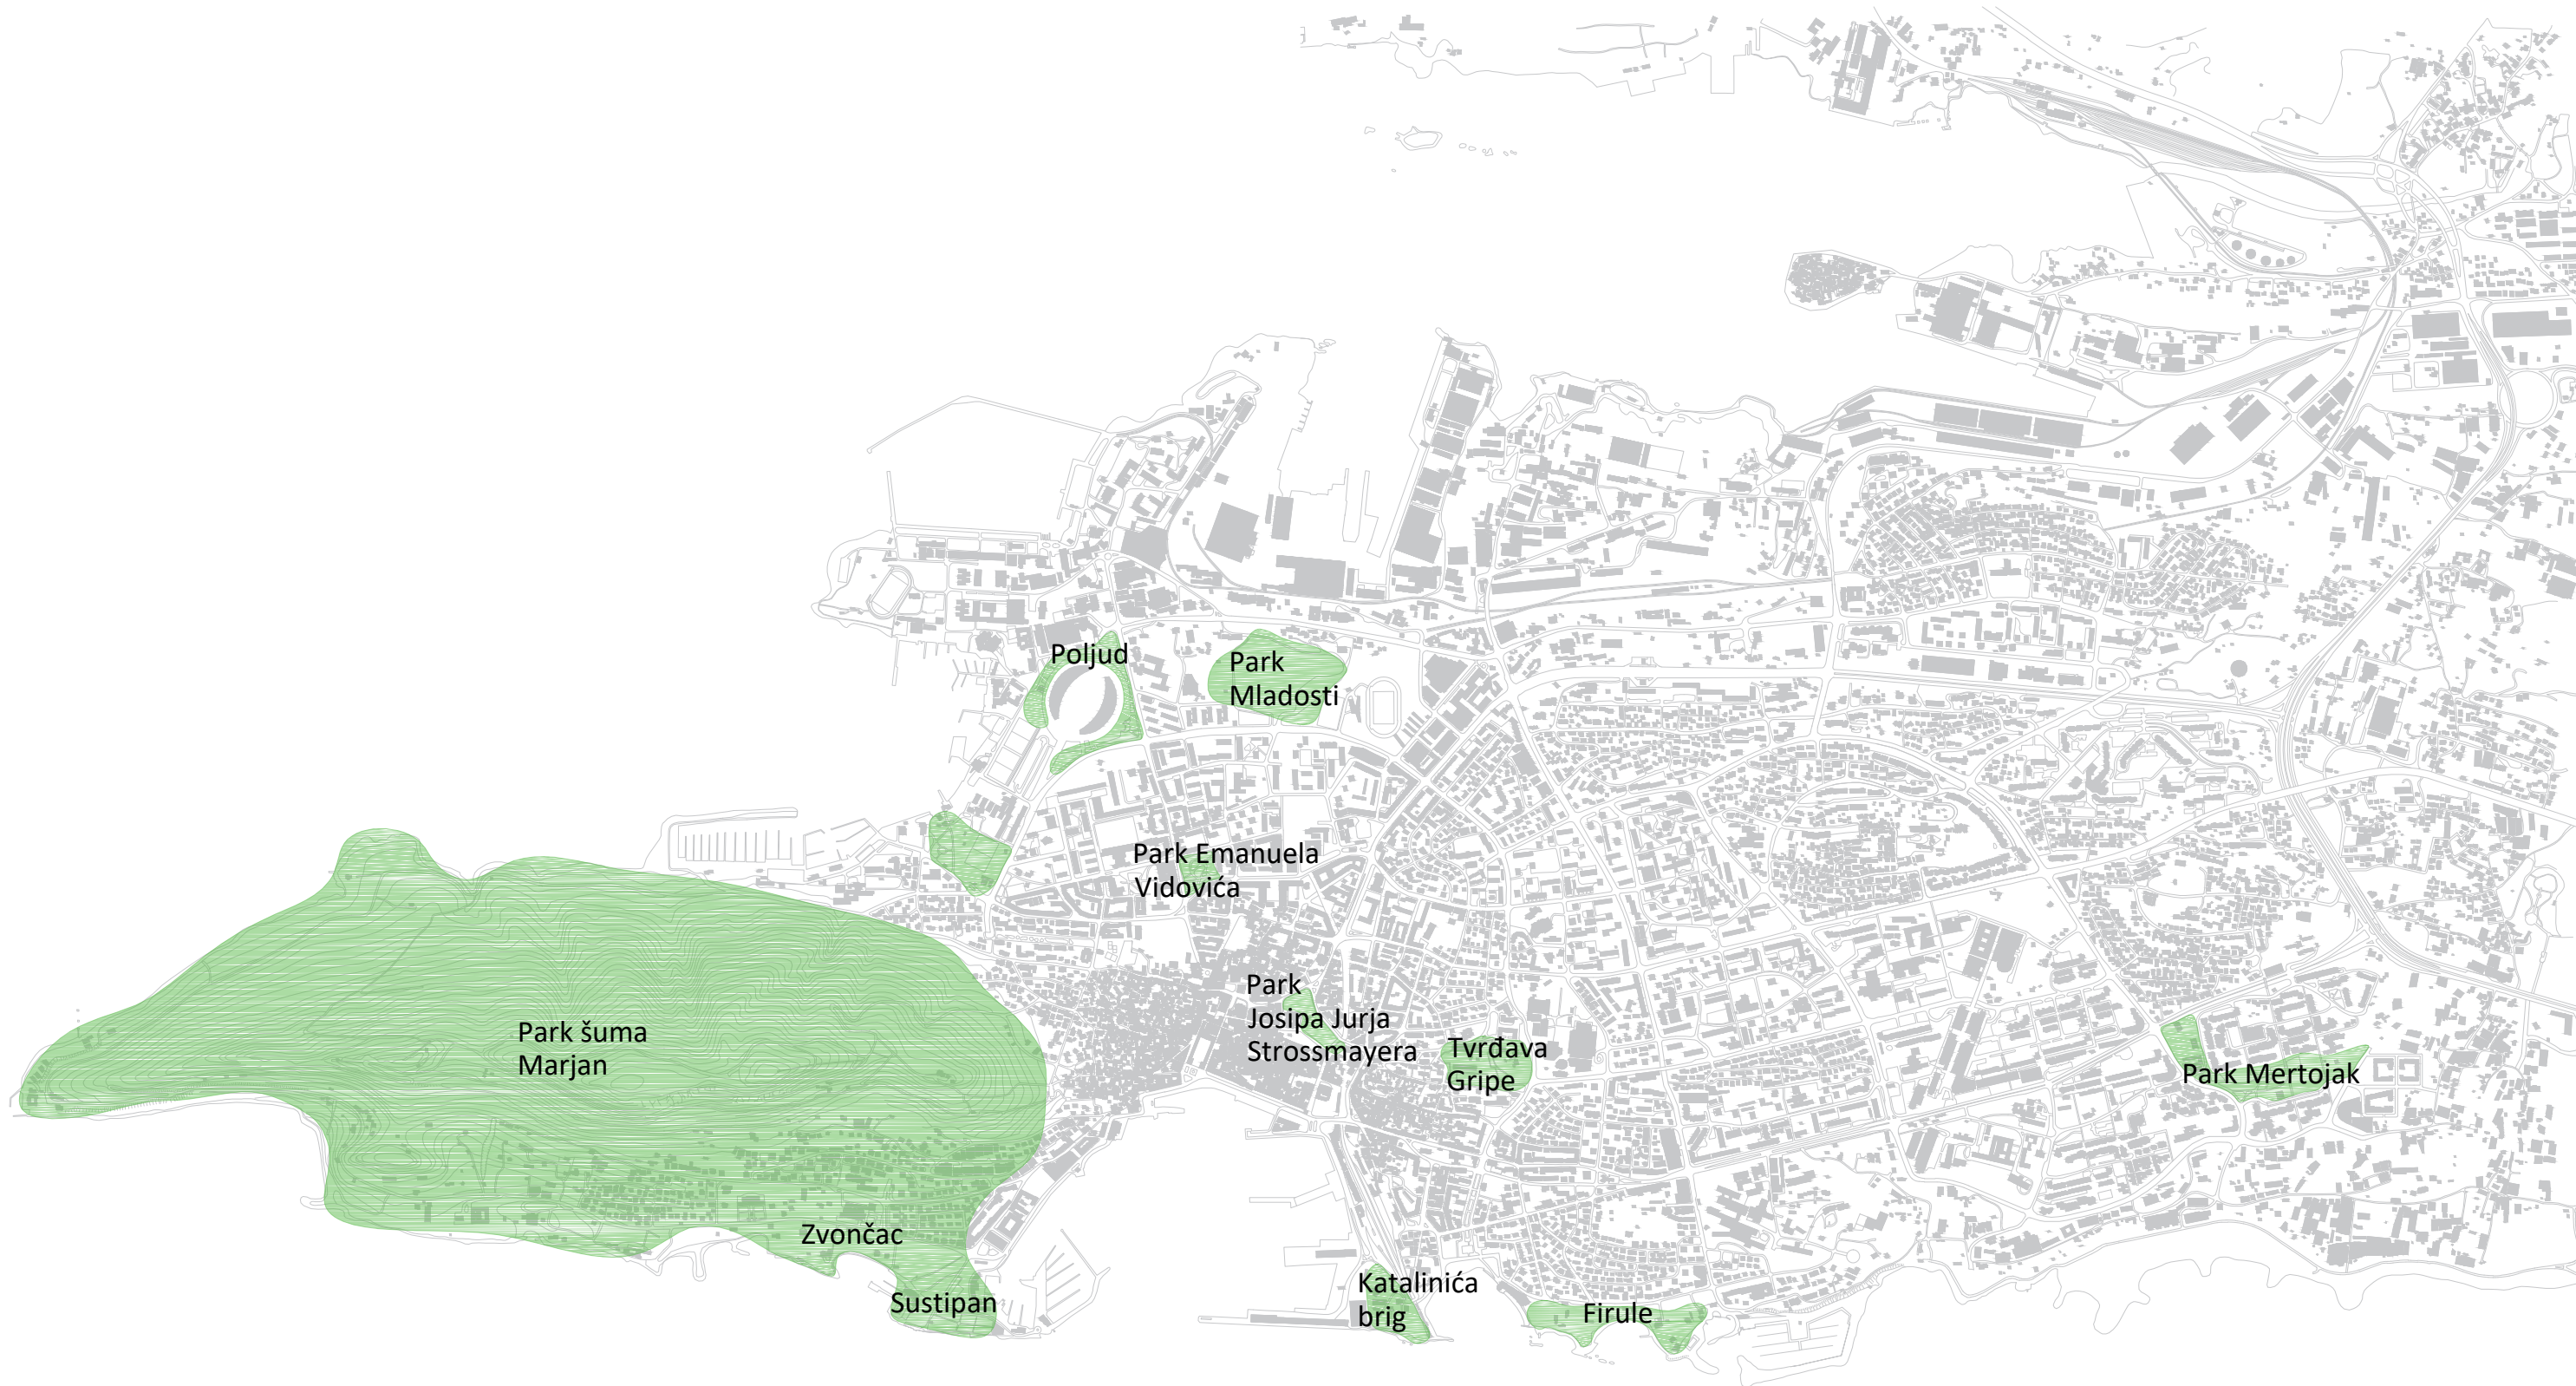 Poljud
Park
Mladosti
Park Emanuela
Vidovića
Park
Josipa Jurja
Strossmayera
Tvrđava
Gripe
Park šuma
Marjan
Park Mertojak
Zvončac
Sustipan
Katalinića
brig
Firule